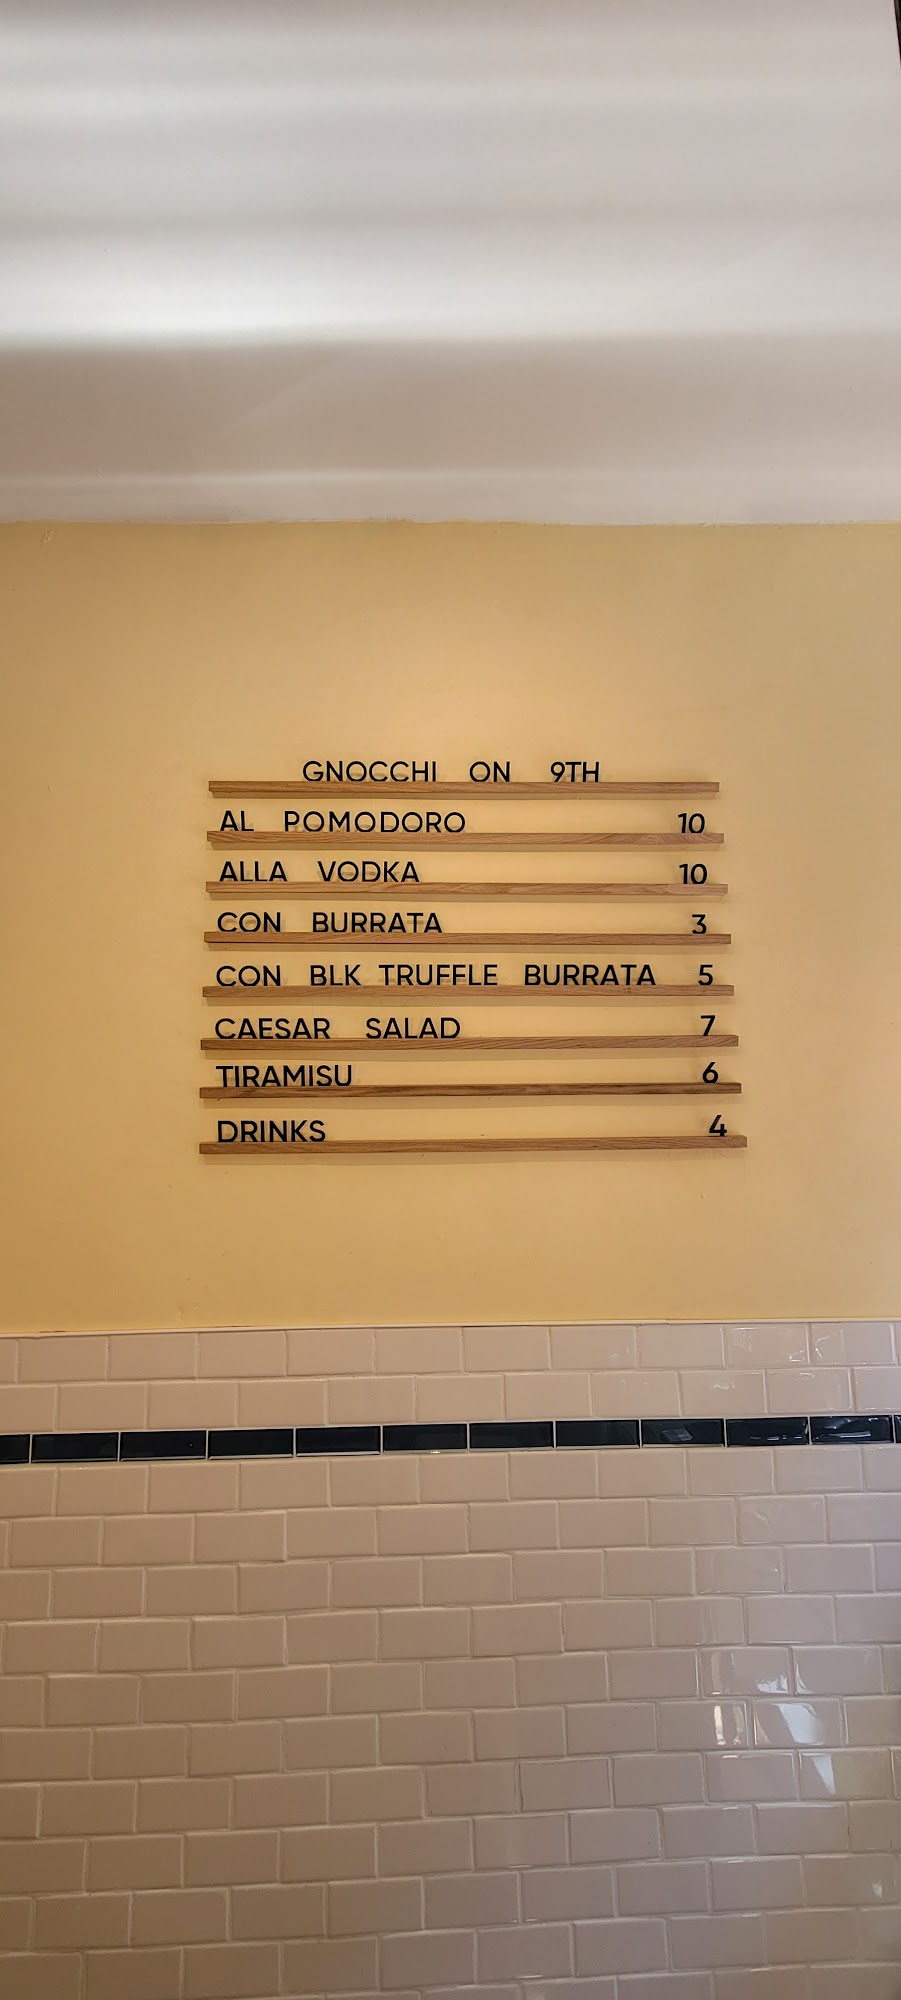 GNOCCHI ON 9TH
AL POMODORO 10
ALLA VODKA 10
CON BURRATA 3
CON BLK TRUFFLE BURRATA 5
CAESAR SALAD 7
TIRAMISU 6
DRINKS 4